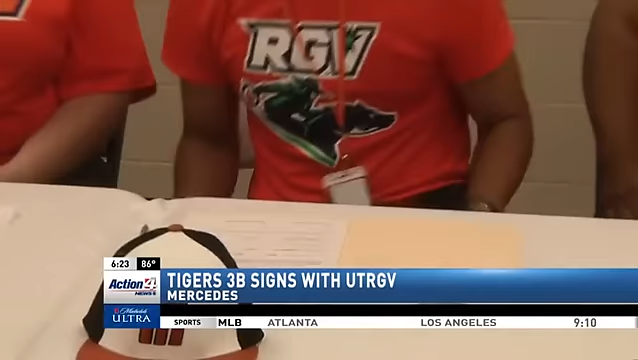 RGV
6:23 86°
Action 4
NEWS
TIGERS 3B SIGNS WITH UTRGV
MERCEDES
Michelob
ULTRA
SPORTS MLB ATLANTA LOS ANGELES 9:10